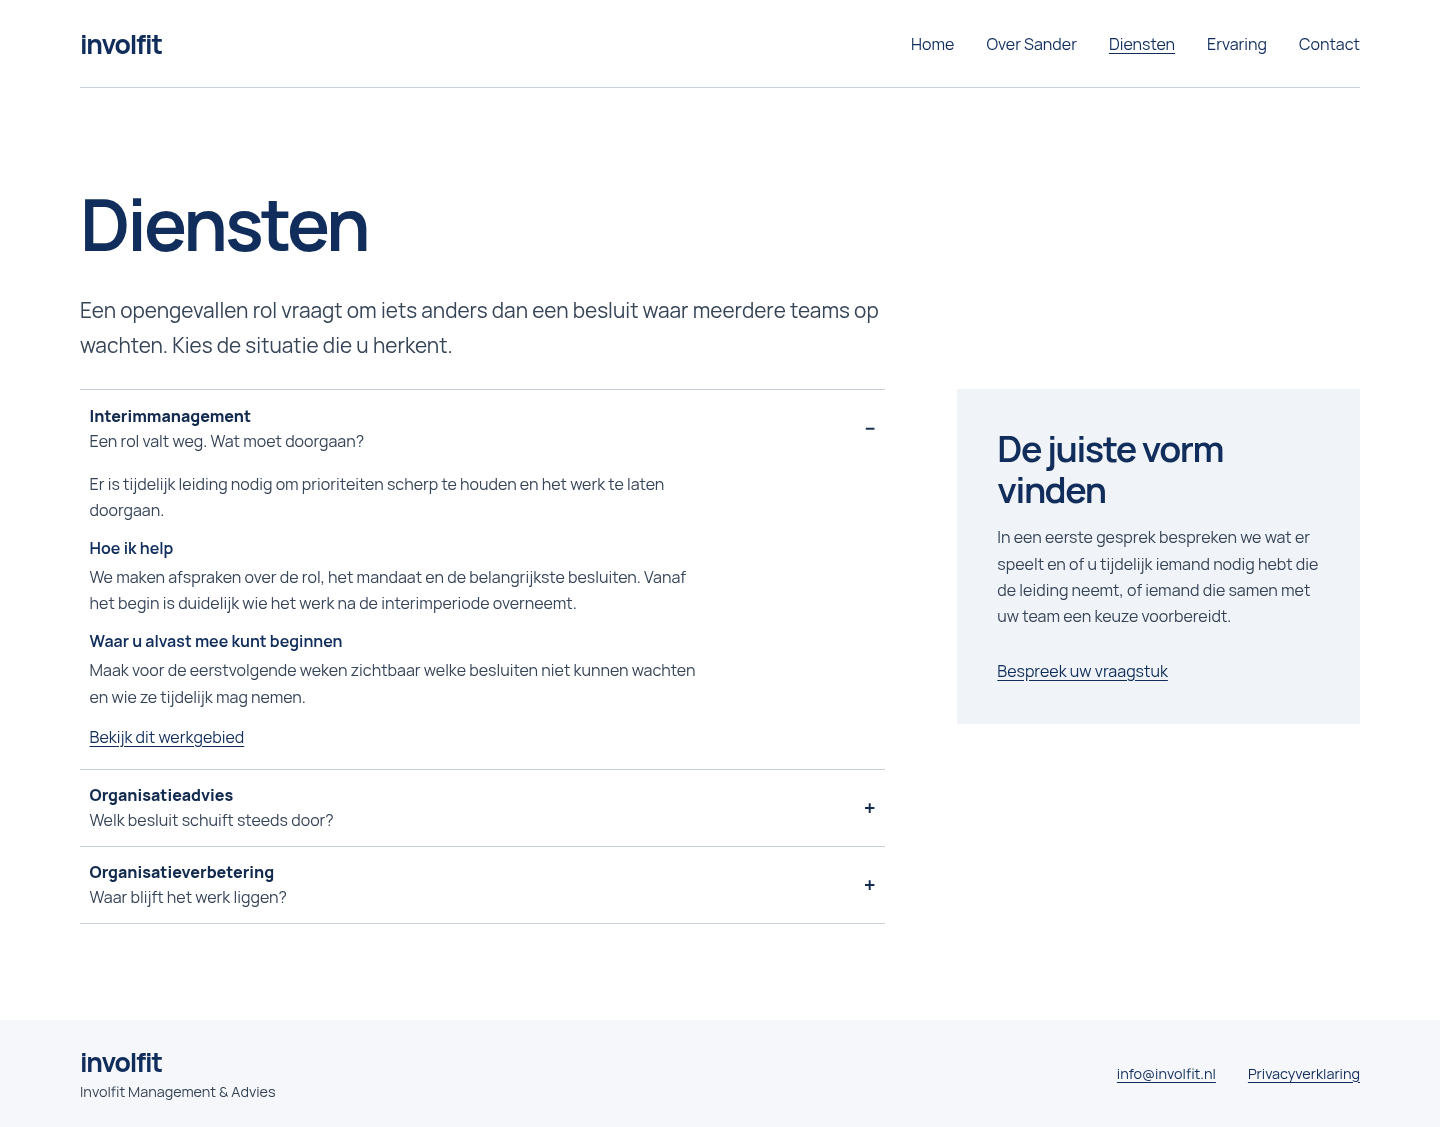 involfit
Home Over Sander Diensten Ervaring Contact
Diensten
Een opengevallen rol vraagt om iets anders dan een besluit waar meerdere teams op
wachten. Kies de situatie die u herkent.
Interimmanagement
Een rol valt weg. Wat moet doorgaan?
−
Er is tijdelijk leiding nodig om prioriteiten scherp te houden en het werk te laten
doorgaan.
Hoe ik help
We maken afspraken over de rol, het mandaat en de belangrijkste besluiten. Vanaf
het begin is duidelijk wie het werk na de interimperiode overneemt.
Waar u alvast mee kunt beginnen
Maak voor de eerstvolgende weken zichtbaar welke besluiten niet kunnen wachten
en wie ze tijdelijk mag nemen.
Bekijk dit werkgebied
Organisatieadvies
Welk besluit schuift steeds door?
+
Organisatieverbetering
Waar blijft het werk liggen?
+
De juiste vorm
vinden
In een eerste gesprek bespreken we wat er
speelt en of u tijdelijk iemand nodig hebt die
de leiding neemt, of iemand die samen met
uw team een keuze voorbereidt.
Bespreek uw vraagstuk
involfit
Involfit Management & Advies
info@involfit.nl Privacyverklaring